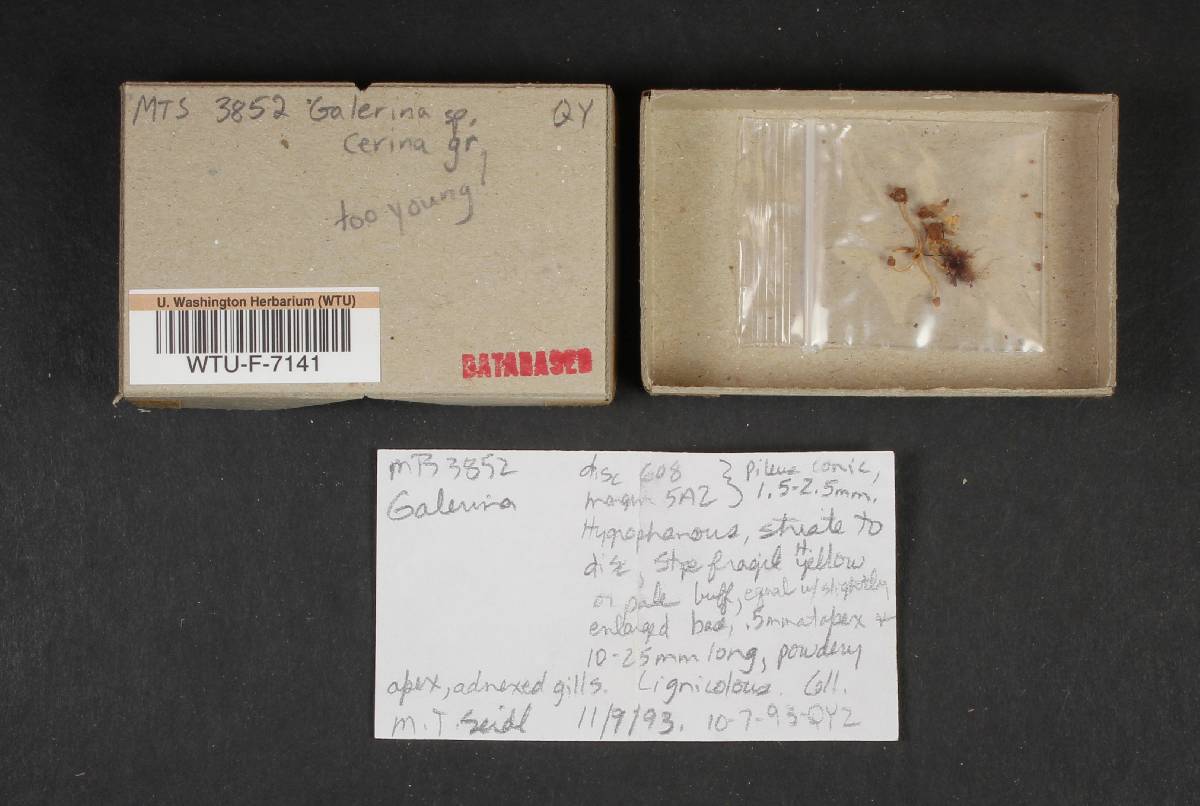 MTS 3852 Galerina sp. QY
Cerina gr,
too young!
U. Washington Herbarium (WTU)
WTU-F-7141
DATABASED
MTS 3852
Galerina
disc 6C8 } Pileus conic,
margin 5A2 } 1.5-2.5mm.
Hygrophanous, striate to
disc, Stipe fragile yellow
or pale buff, equal w/slightly
enlarged base, .5mm at apex +
10-25mm long, powdery
apex, adnexed gills. Lignicolous. Coll.
M.T. Seidl 11/9/93. 10-7-93-QY2